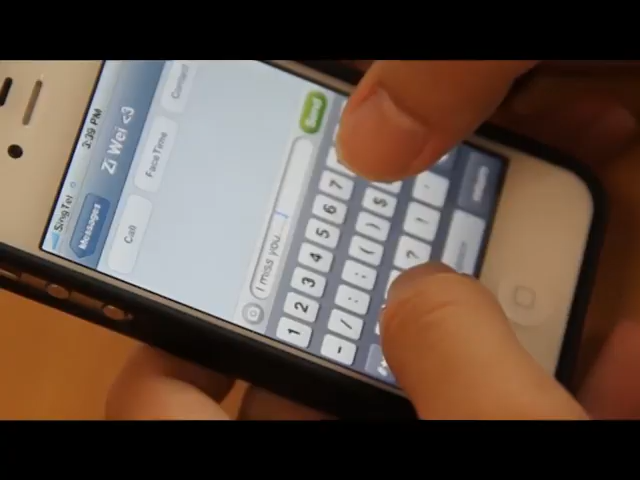 SingTel 3:39 PM
Messages Zi Wei <3
Call FaceTime
I miss you... Send
1 2 3 4 5 6 7
- / : ; ( ) $
? !